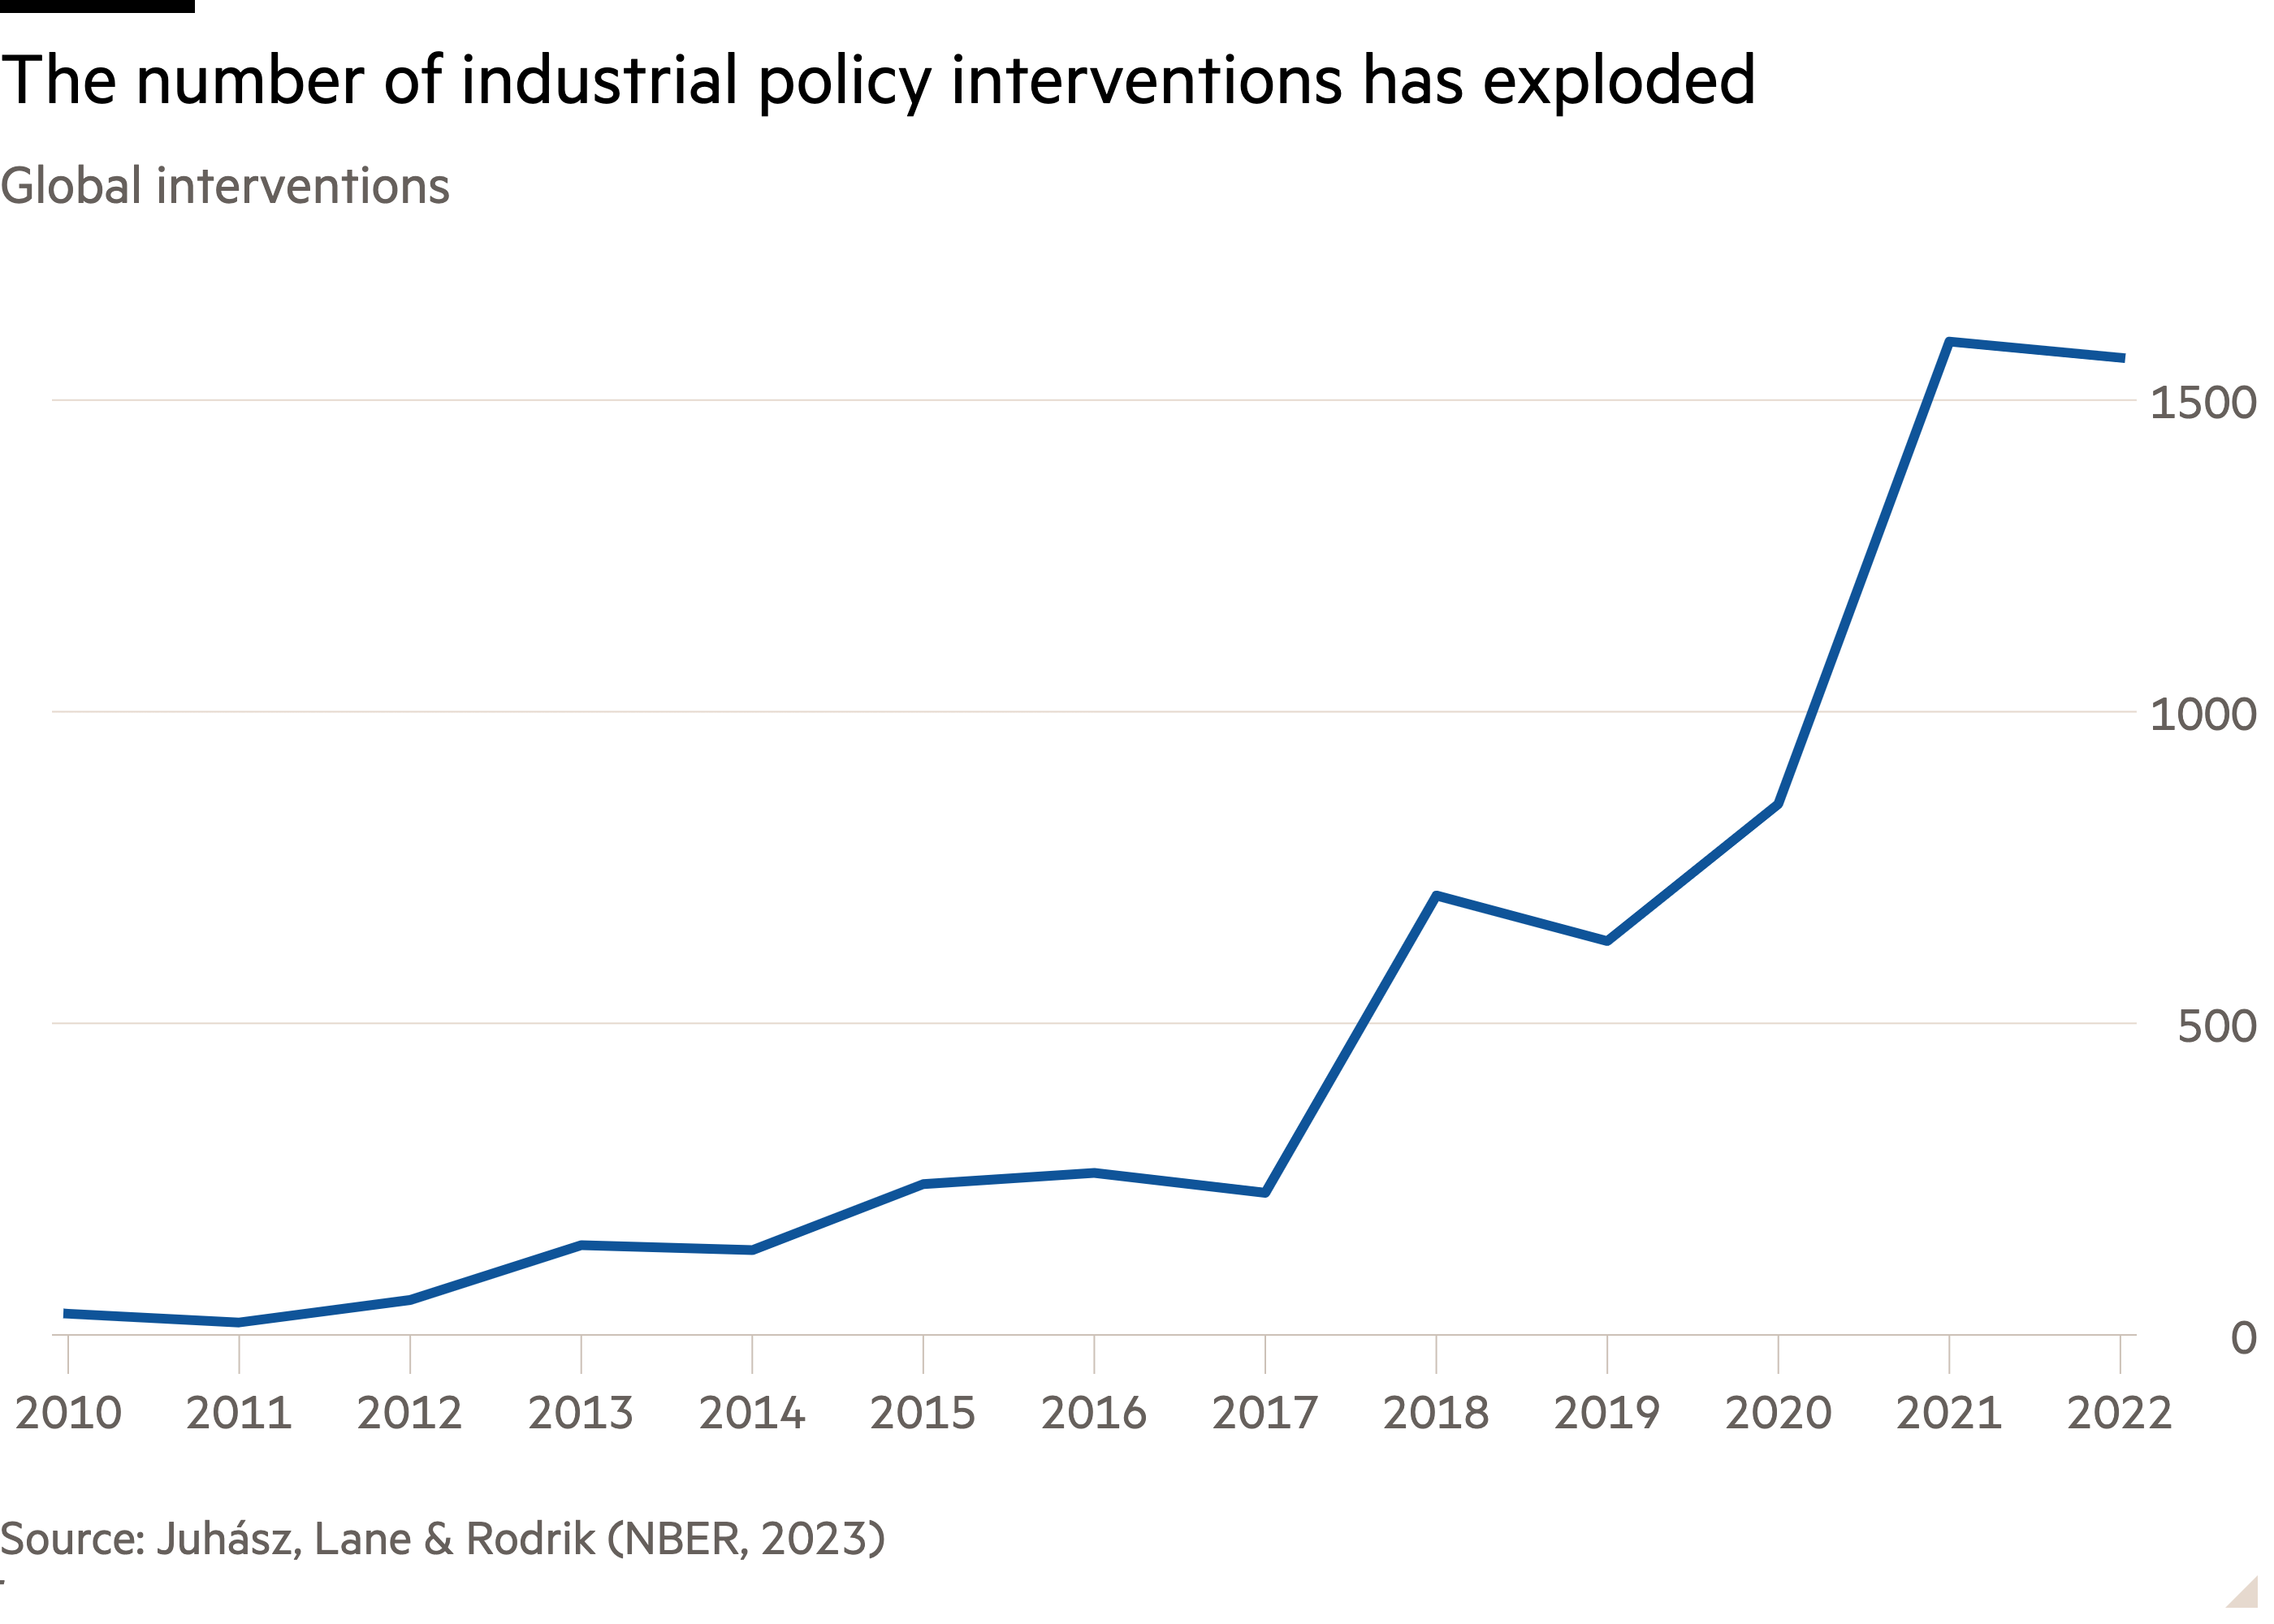 The number of industrial policy interventions has exploded
Global interventions
1500
1000
500
0
2010 2011 2012 2013 2014 2015 2016 2017 2018 2019 2020 2021 2022
Source: Juhász, Lane & Rodrik (NBER, 2023)